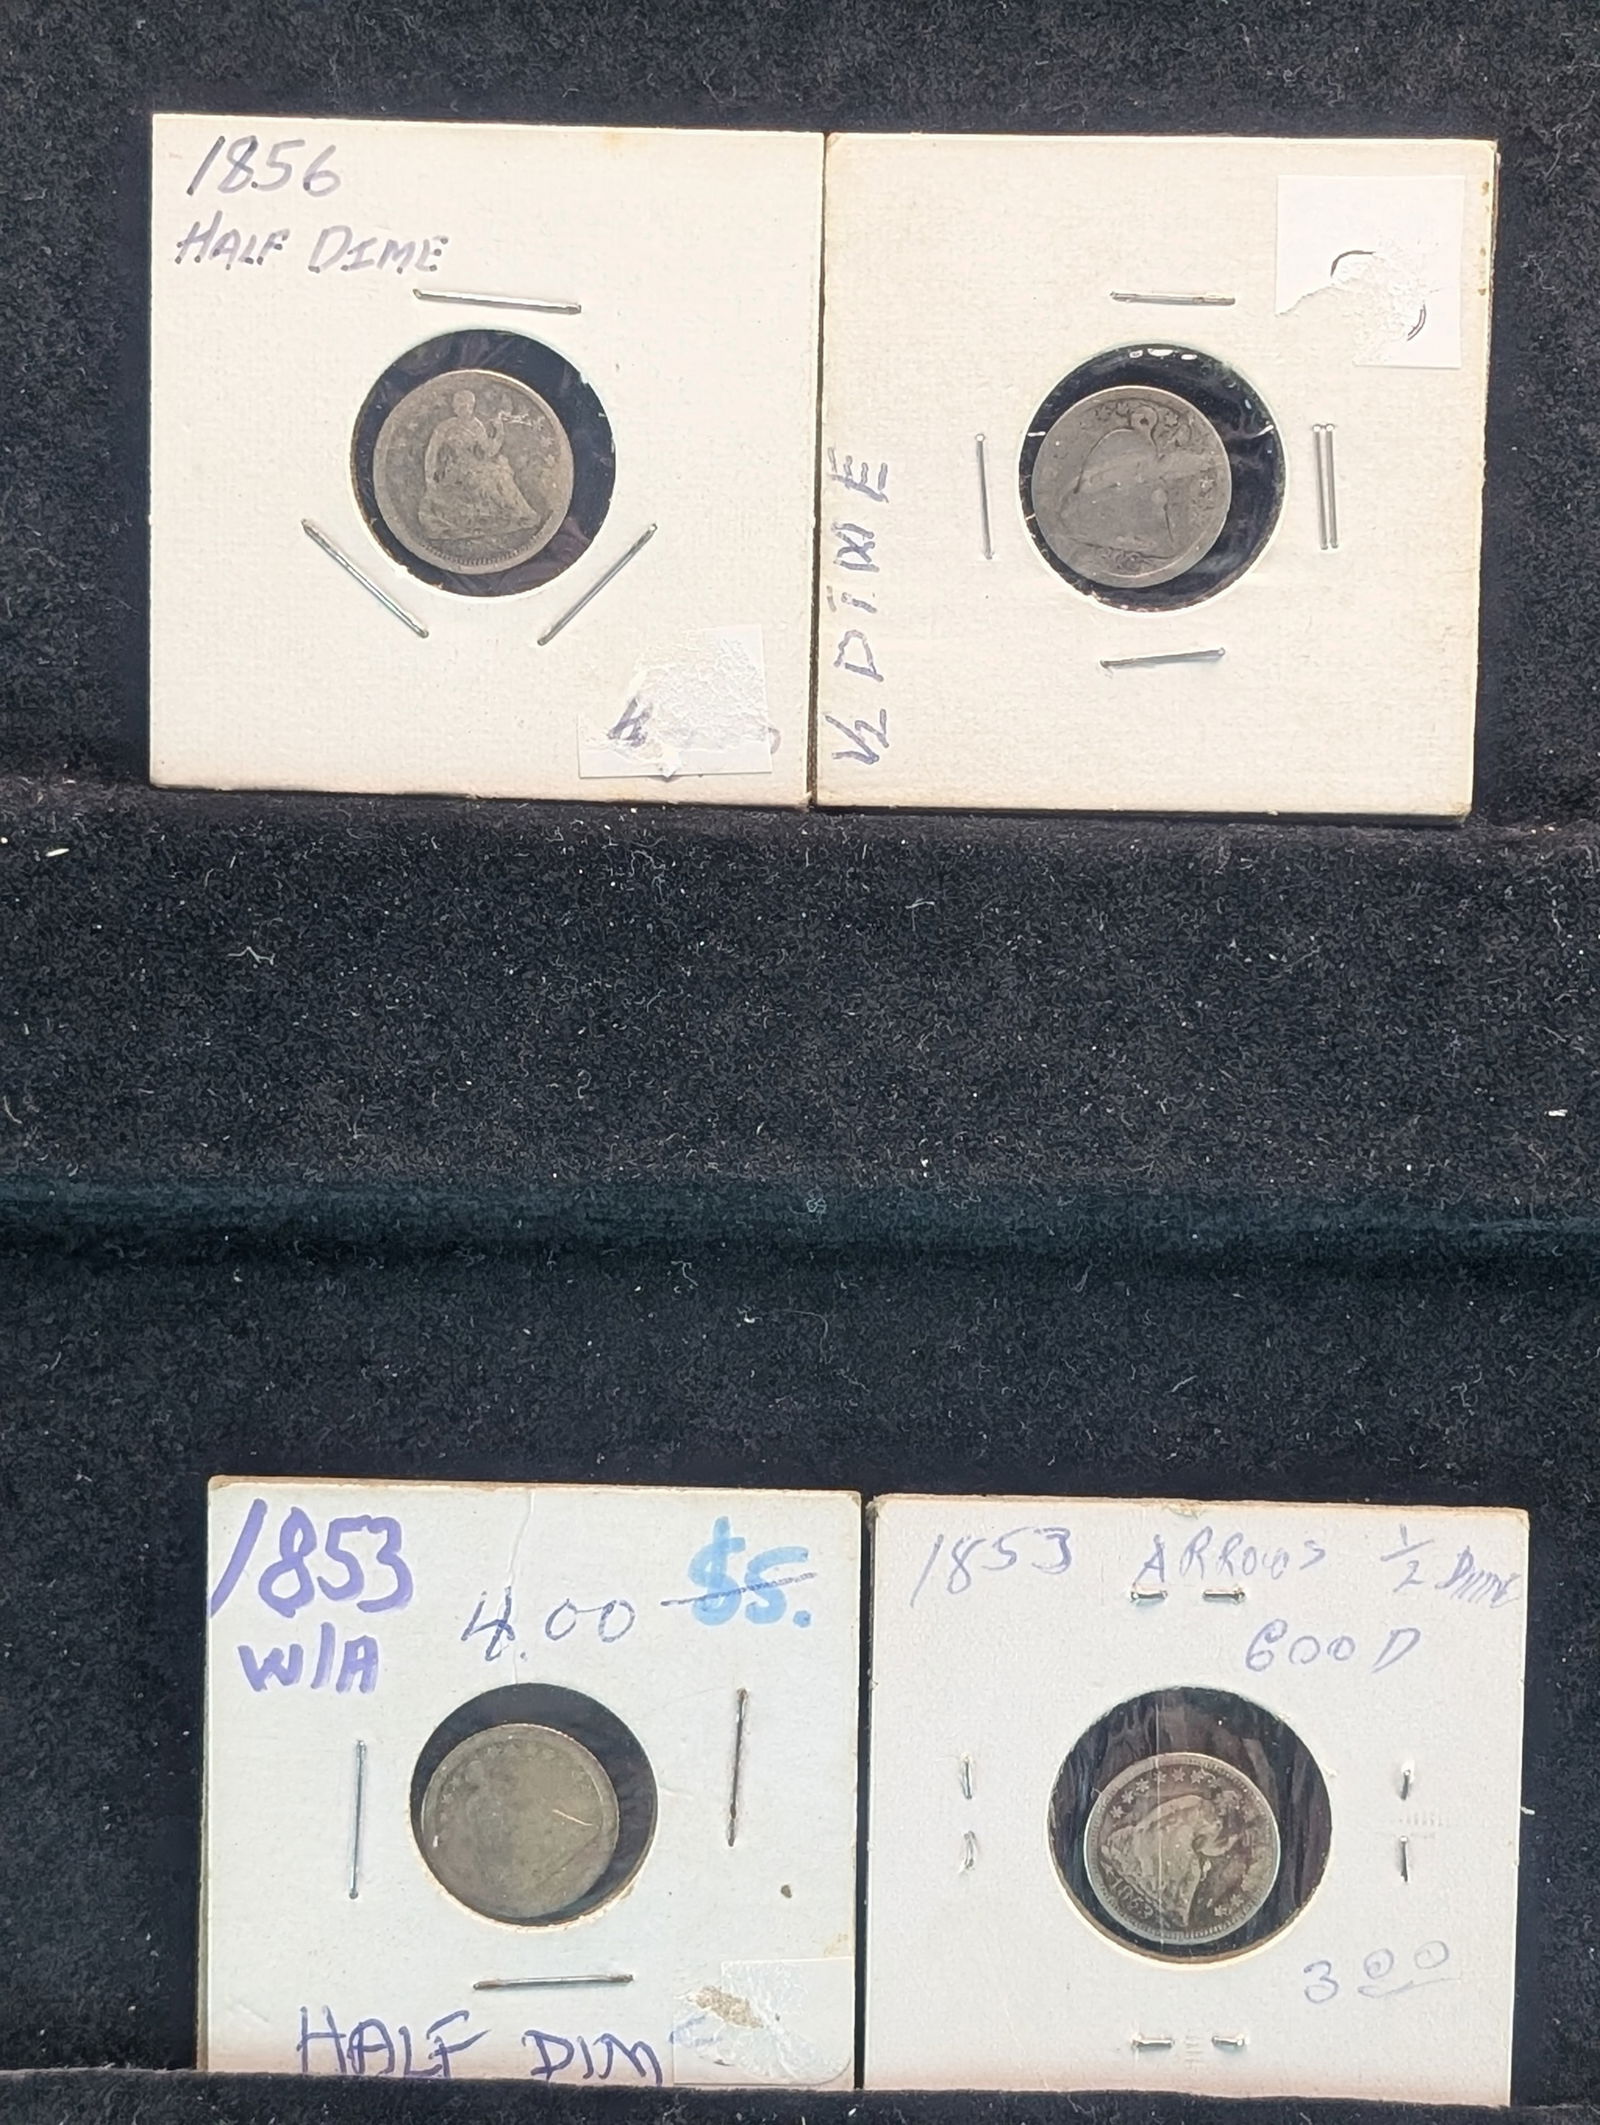 1856
HALF DIME
1/2 DIME
1853
W/A
4.00
$5.
HALF DIM
1853 ARROWS 1/2 DIME
GOOD
3 00
1853